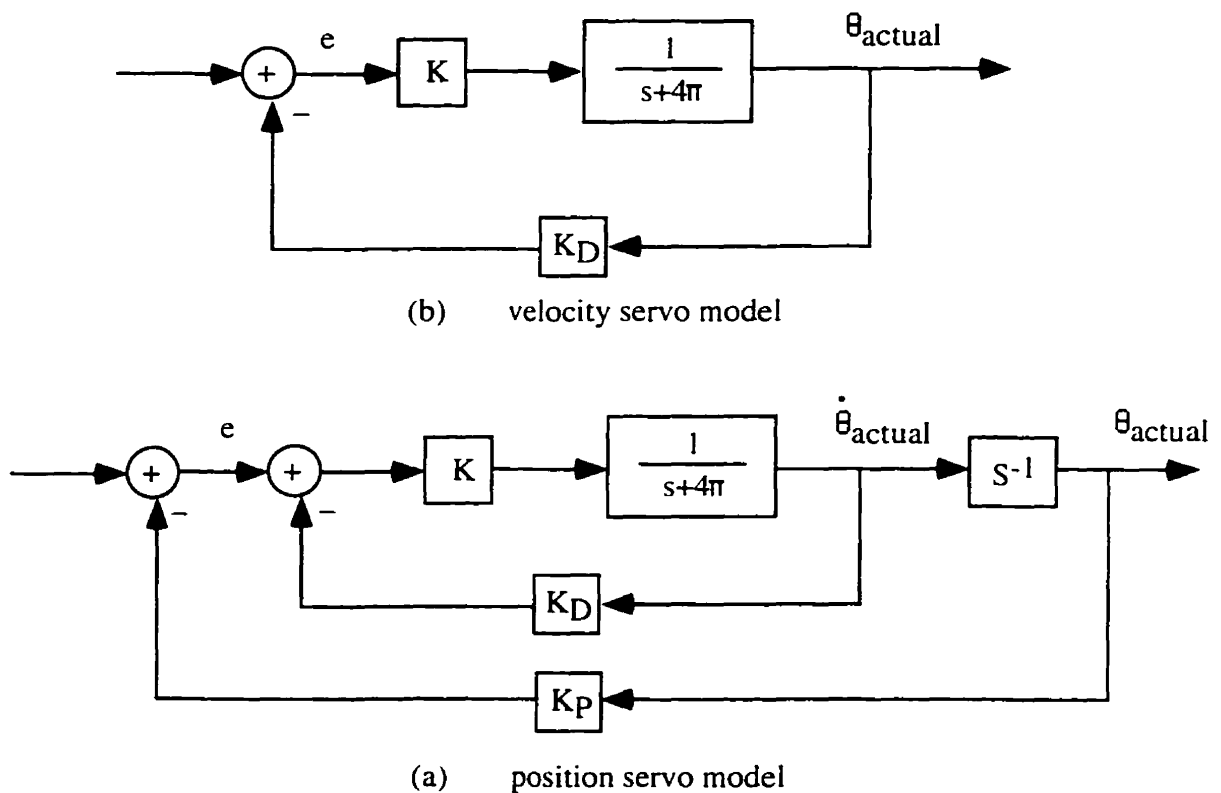 e
θactual
+
K
1
s+4π
−
KD
(b) velocity servo model
e
θ̇actual
θactual
+
+
K
1
s+4π
S-1
−
−
KD
KP
(a) position servo model